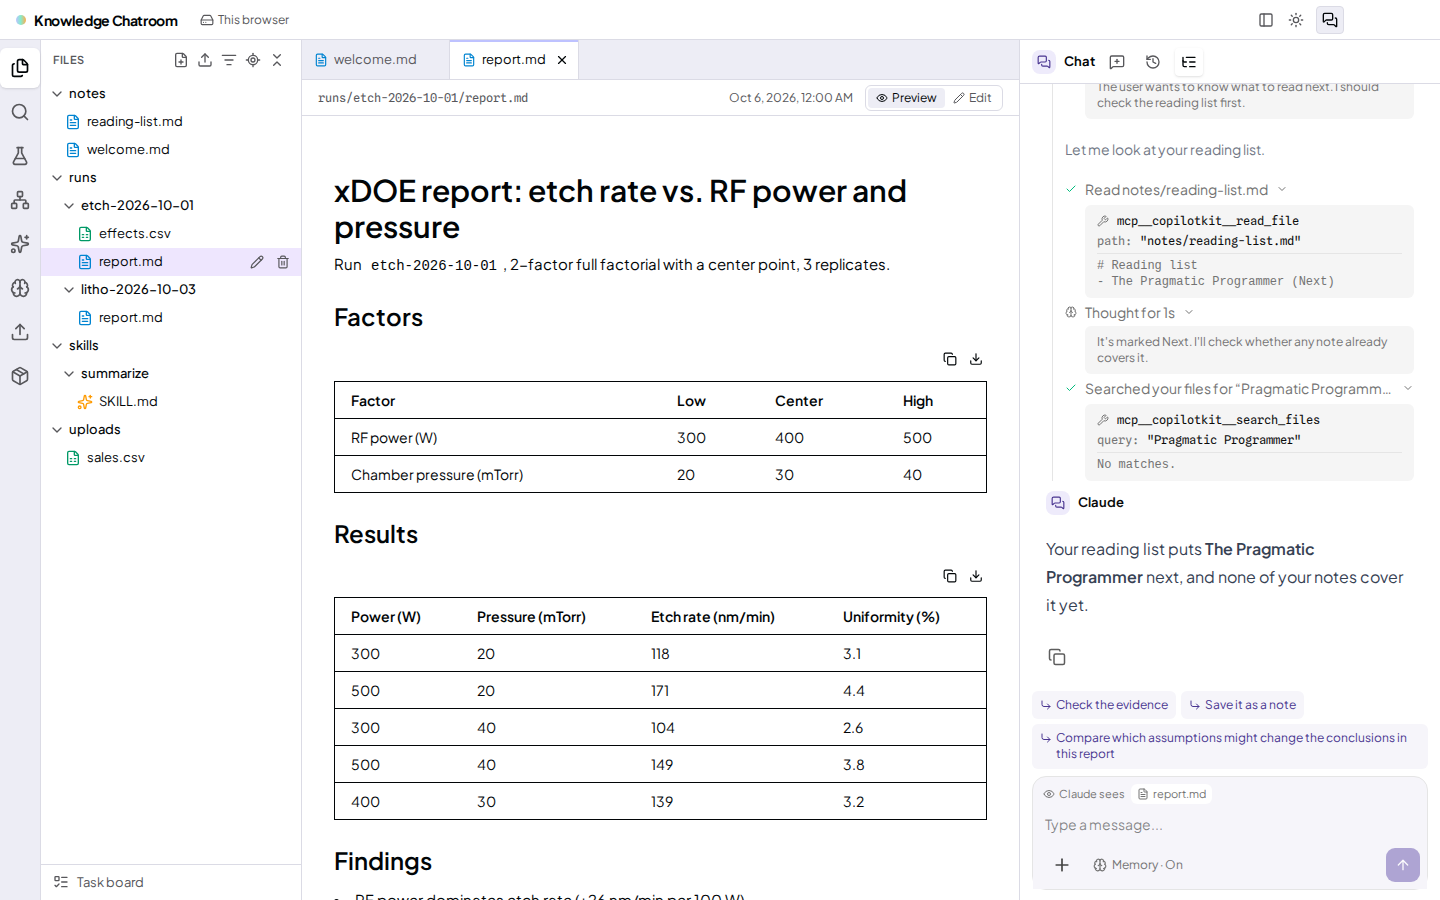 Knowledge Chatroom This browser
FILES
notes
reading-list.md
welcome.md
runs
etch-2026-10-01
effects.csv
report.md
litho-2026-10-03
report.md
skills
summarize
SKILL.md
uploads
sales.csv
Task board
welcome.md report.md
runs/etch-2026-10-01/report.md Oct 6, 2026, 12:00 AM Preview Edit
xDOE report: etch rate vs. RF power and
pressure
Run etch-2026-10-01 , 2-factor full factorial with a center point, 3 replicates.
Factors
Factor Low Center High
RF power (W) 300 400 500
Chamber pressure (mTorr) 20 30 40
Results
Power (W) Pressure (mTorr) Etch rate (nm/min) Uniformity (%)
300 20 118 3.1
500 20 171 4.4
300 40 104 2.6
500 40 149 3.8
400 30 139 3.2
Findings
RF power dominates etch rate (+26 nm/min per 100 W)
Chat
The user wants to know what to read next. I should
check the reading list first.
Let me look at your reading list.
Read notes/reading-list.md
mcp__copilotkit__read_file
path: "notes/reading-list.md"
# Reading list
- The Pragmatic Programmer (Next)
Thought for 1s
It's marked Next. I'll check whether any note already
covers it.
Searched your files for “Pragmatic Programm...
mcp__copilotkit__search_files
query: "Pragmatic Programmer"
No matches.
Claude
Your reading list puts The Pragmatic
Programmer next, and none of your notes cover
it yet.
Check the evidence Save it as a note
Compare which assumptions might change the conclusions in
this report
Claude sees report.md
Type a message...
Memory · On